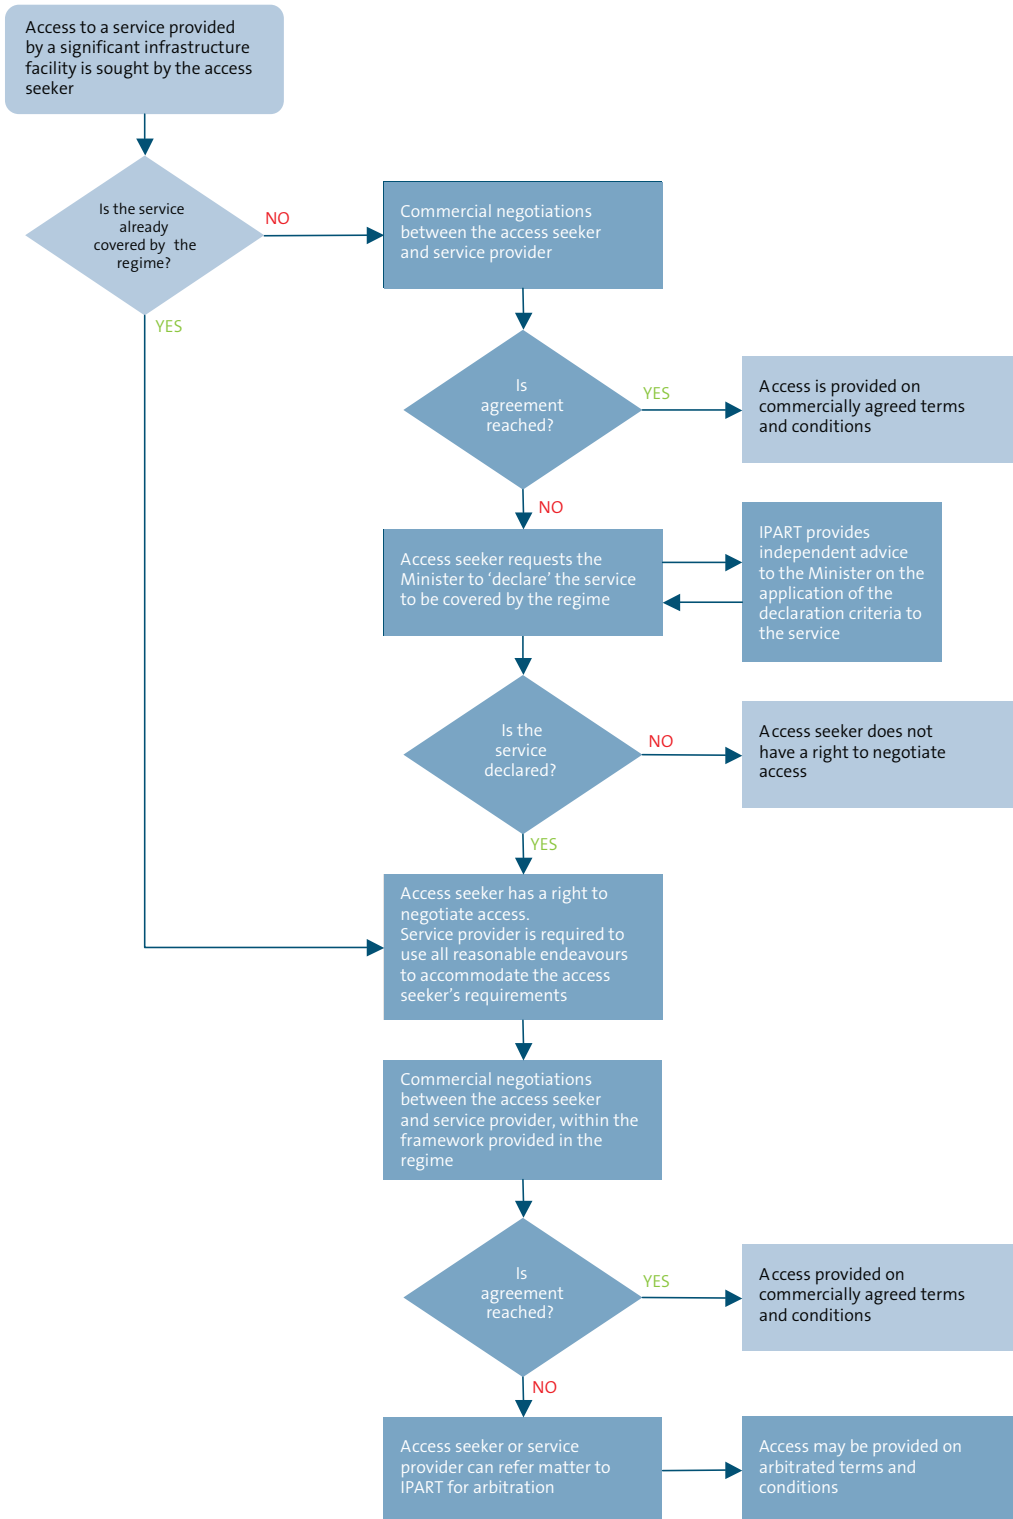 Access to a service provided
by a significant infrastructure
facility is sought by the access
seeker
Is the service
already
covered by the
regime?
NO
YES
Commercial negotiations
between the access seeker
and service provider
Is
agreement
reached?
YES
Access is provided on
commercially agreed terms
and conditions
NO
Access seeker requests the
Minister to ‘declare’ the service
to be covered by the regime
IPART provides
independent advice
to the Minister on the
application of the
declaration criteria to
the service
Is the
service
declared?
NO
Access seeker does not
have a right to negotiate
access
YES
Access seeker has a right to
negotiate access.
Service provider is required to
use all reasonable endeavours
to accommodate the access
seeker’s requirements
Commercial negotiations
between the access seeker
and service provider, within the
framework provided in the
regime
Is
agreement
reached?
YES
Access provided on
commercially agreed terms
and conditions
NO
Access seeker or service
provider can refer matter to
IPART for arbitration
Access may be provided on
arbitrated terms and
conditions